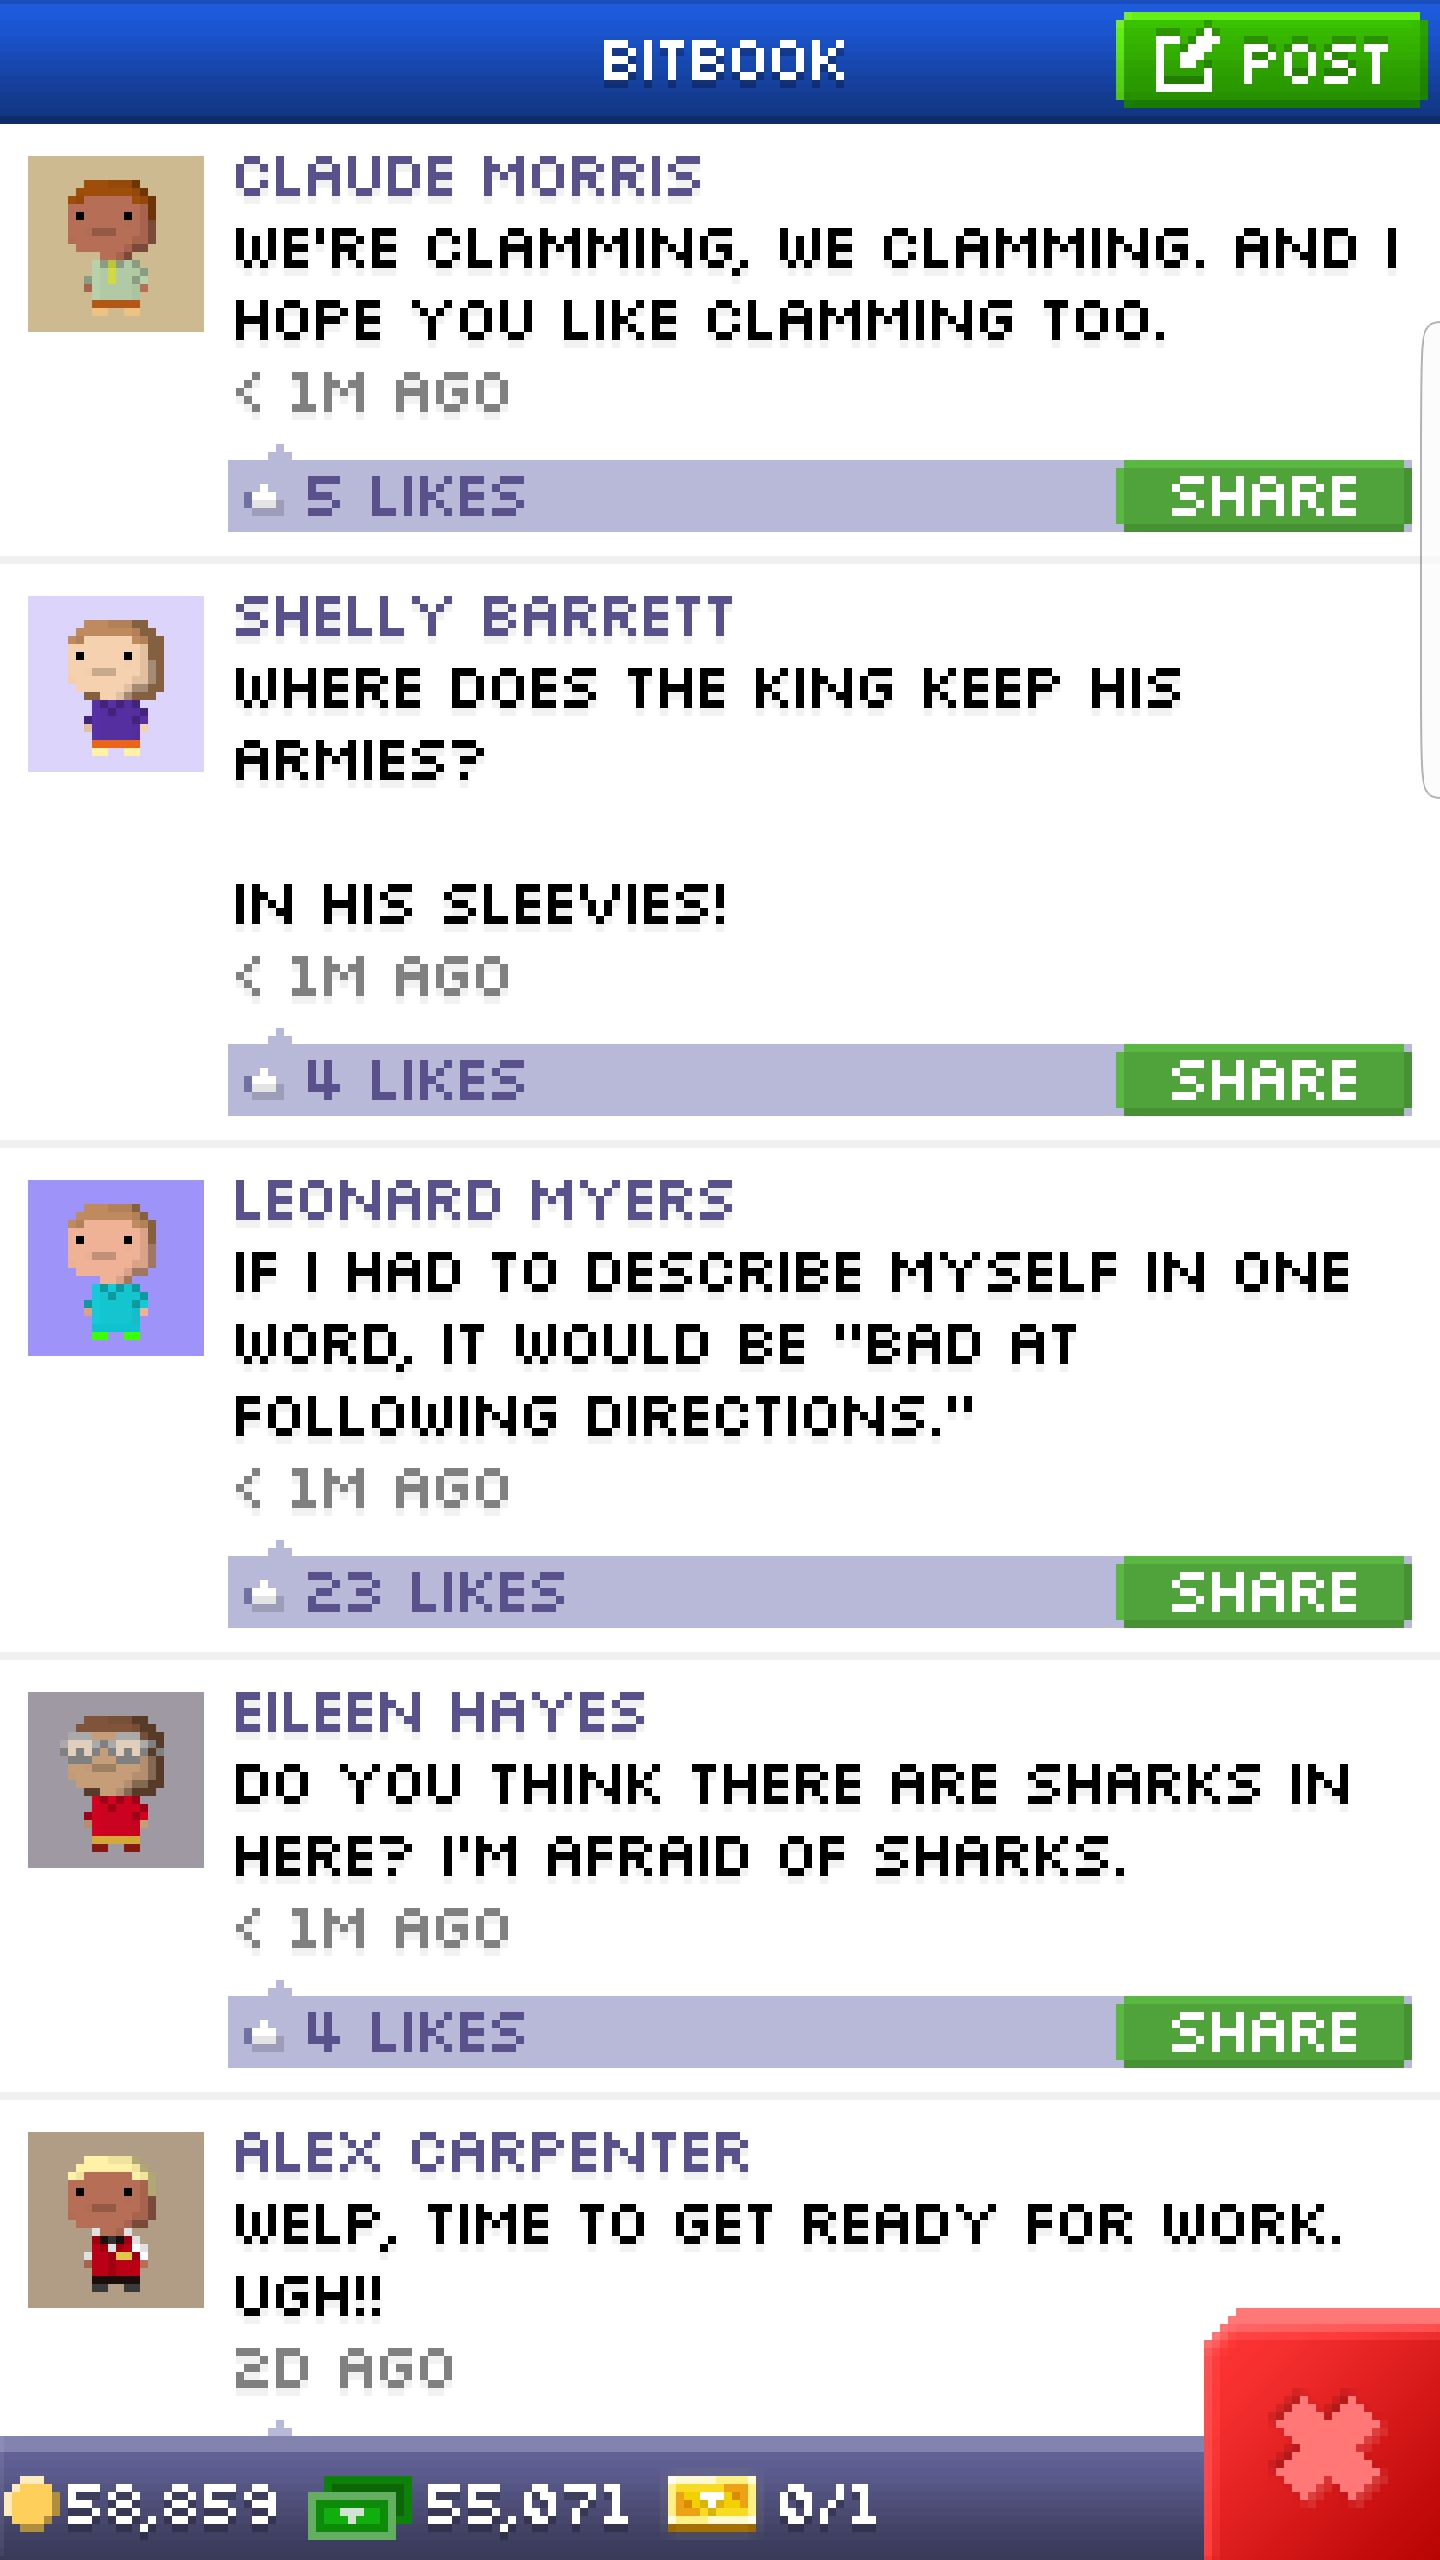 BITBOOK
POST
CLAUDE MORRIS
WE'RE CLAMMING, WE CLAMMING. AND I
HOPE YOU LIKE CLAMMING TOO.
< 1M AGO
5 LIKES
SHARE
SHELLY BARRETT
WHERE DOES THE KING KEEP HIS
ARMIES?
IN HIS SLEEVIES!
< 1M AGO
4 LIKES
SHARE
LEONARD MYERS
IF I HAD TO DESCRIBE MYSELF IN ONE
WORD, IT WOULD BE "BAD AT
FOLLOWING DIRECTIONS."
< 1M AGO
23 LIKES
SHARE
EILEEN HAYES
DO YOU THINK THERE ARE SHARKS IN
HERE? I'M AFRAID OF SHARKS.
< 1M AGO
4 LIKES
SHARE
ALEX CARPENTER
WELP, TIME TO GET READY FOR WORK.
UGH!!
2D AGO
58,859 55,071 0/1